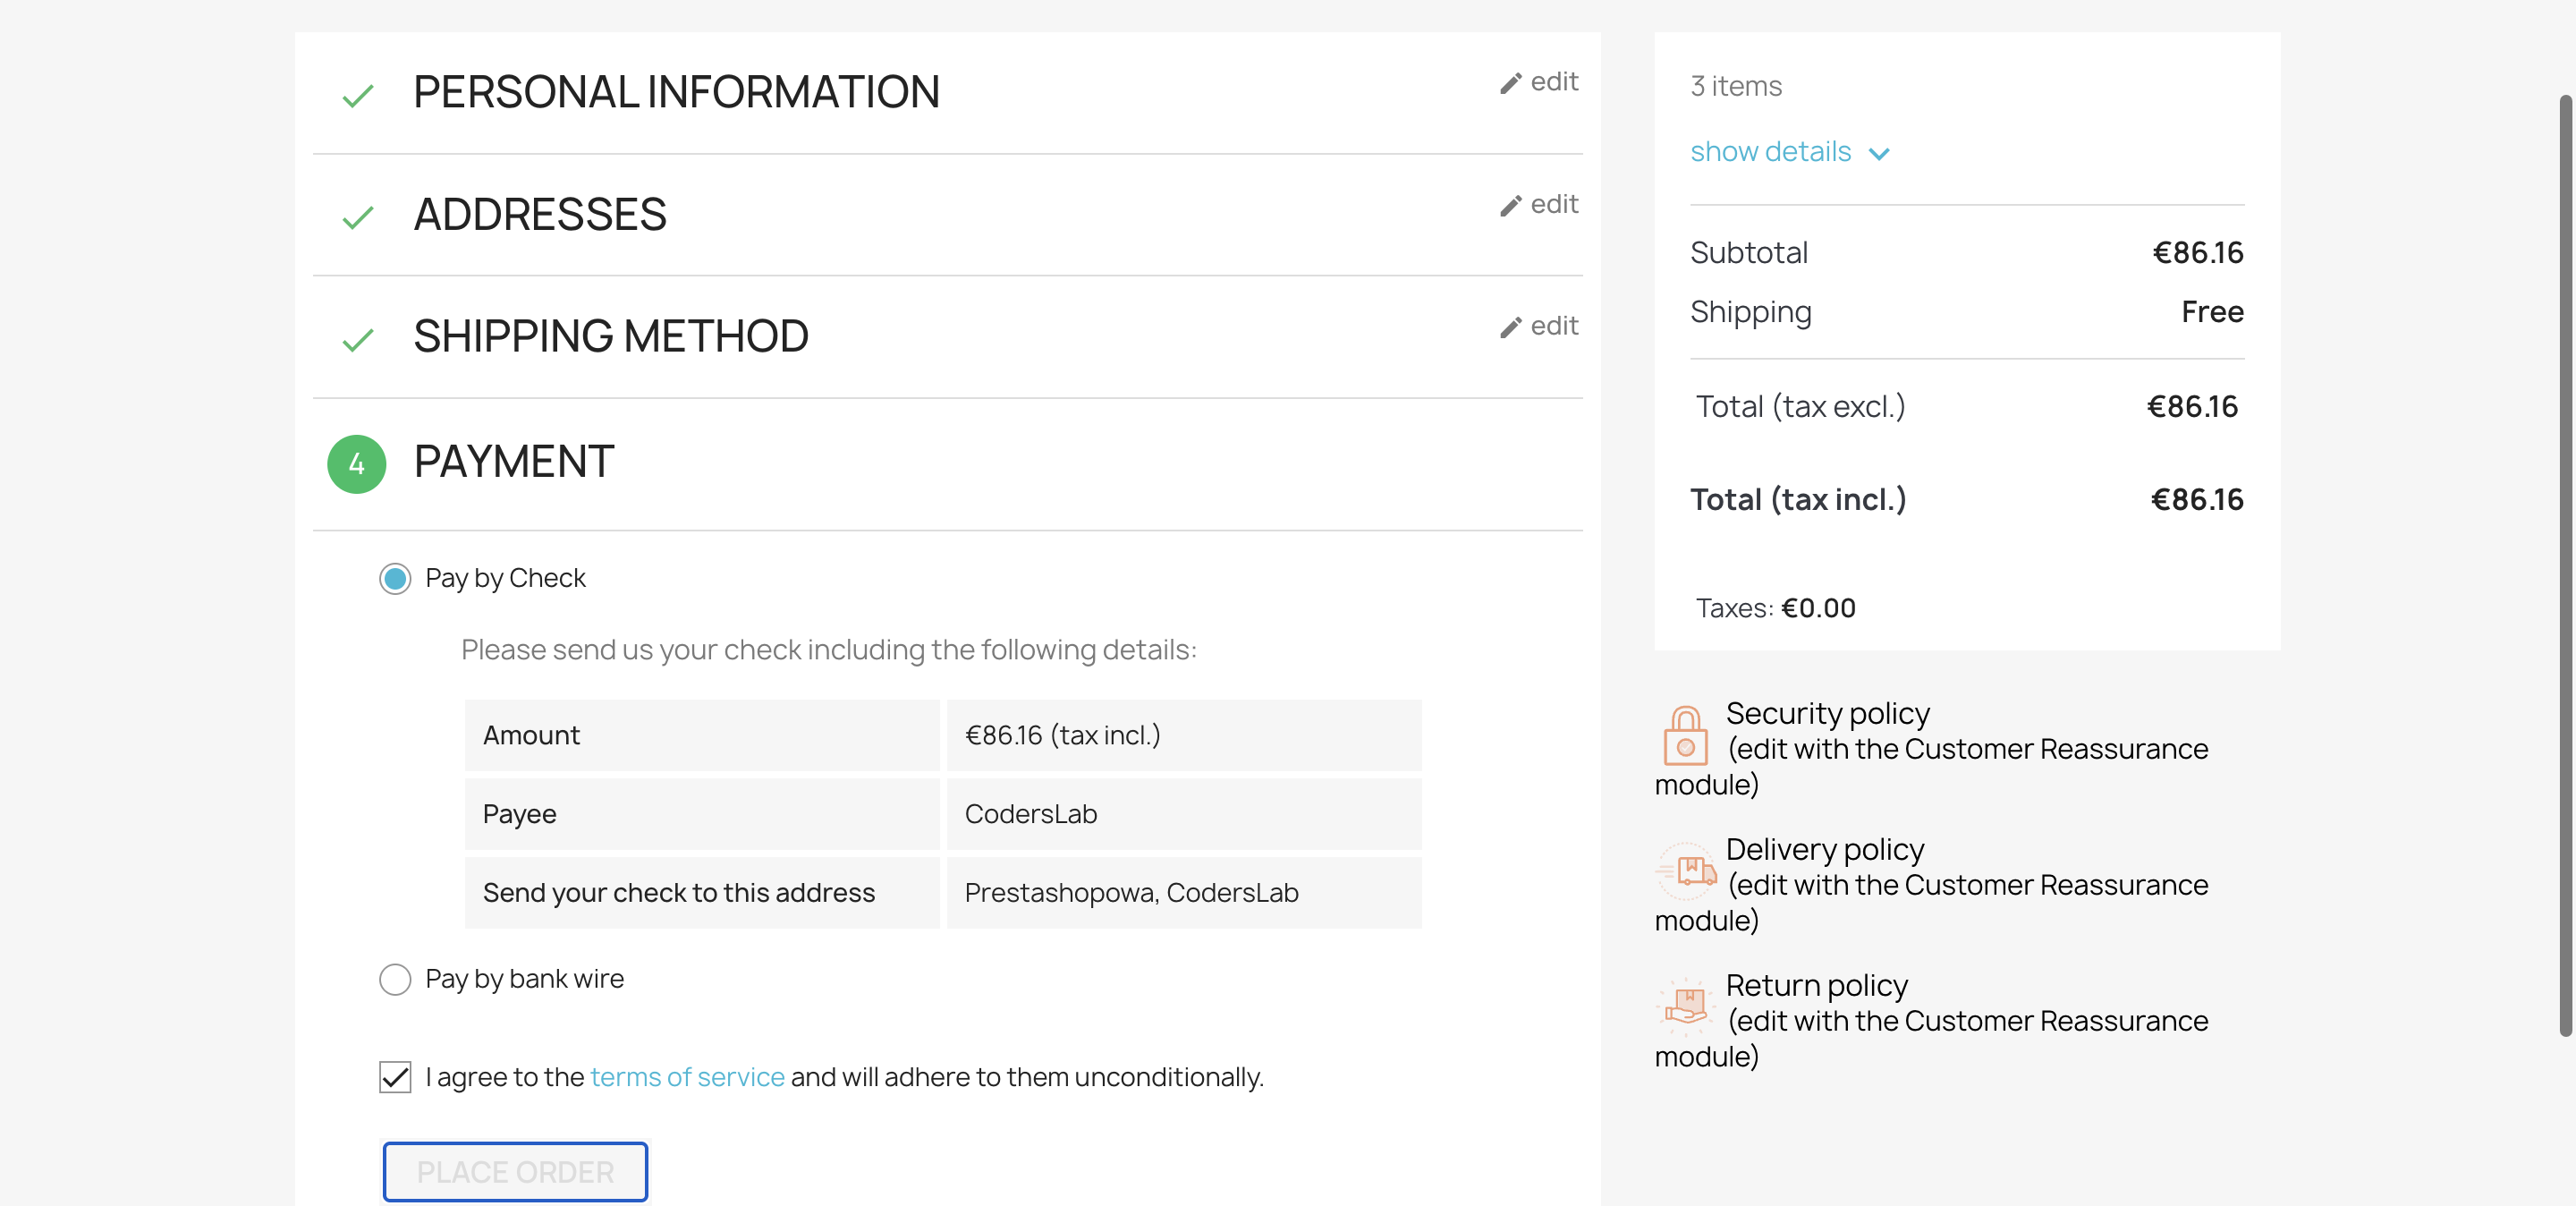 PERSONAL INFORMATION
edit
ADDRESSES
edit
SHIPPING METHOD
edit
4
PAYMENT
Pay by Check
Please send us your check including the following details:
Amount
€86.16 (tax incl.)
Payee
CodersLab
Send your check to this address
Prestashopowa, CodersLab
Pay by bank wire
I agree to the terms of service and will adhere to them unconditionally.
PLACE ORDER
3 items
show details
Subtotal
€86.16
Shipping
Free
Total (tax excl.)
€86.16
Total (tax incl.)
€86.16
Taxes: €0.00
Security policy
(edit with the Customer Reassurance
module)
Delivery policy
(edit with the Customer Reassurance
module)
Return policy
(edit with the Customer Reassurance
module)